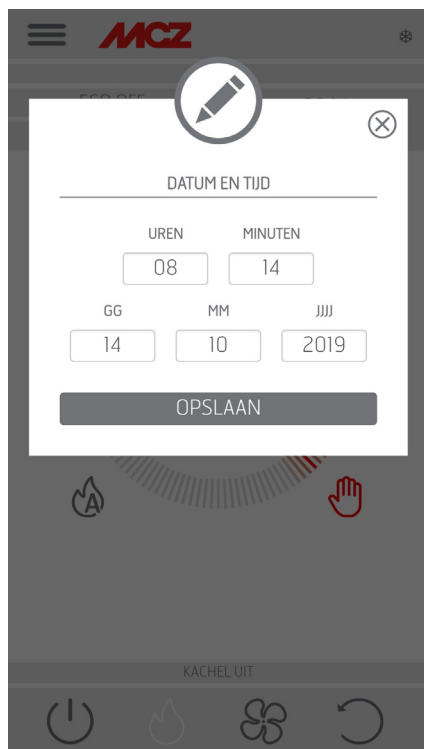 MCZ
DATUM EN TIJD
UREN MINUTEN
08 14
GG MM JJJJ
14 10 2019
OPSLAAN
KACHEL UIT